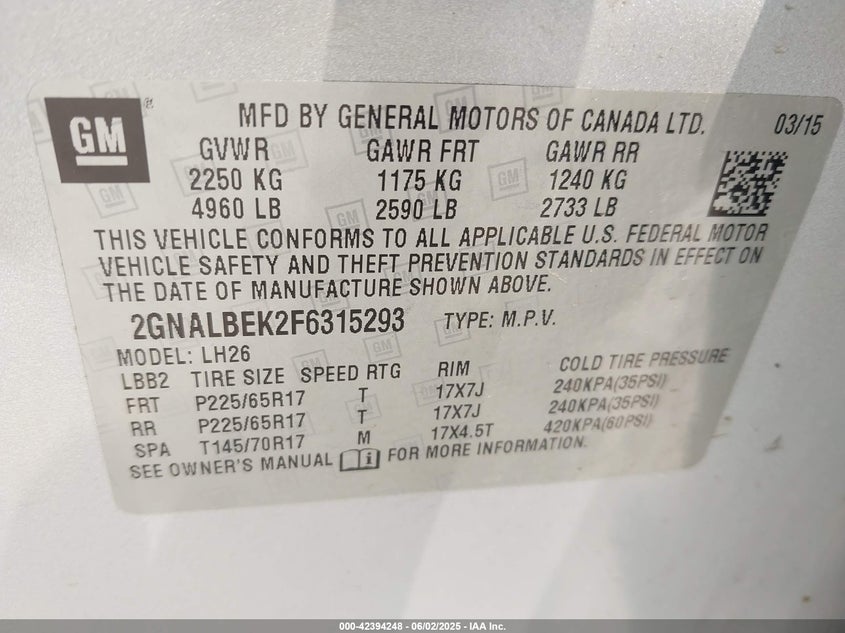 GM ®
MFD BY GENERAL MOTORS OF CANADA LTD. 03/15
GVWR GAWR FRT GAWR RR
2250 KG 1175 KG 1240 KG
4960 LB 2590 LB 2733 LB
THIS VEHICLE CONFORMS TO ALL APPLICABLE U.S. FEDERAL MOTOR
VEHICLE SAFETY AND THEFT PREVENTION STANDARDS IN EFFECT ON
THE DATE OF MANUFACTURE SHOWN ABOVE.
2GNALBEK2F6315293 TYPE: M.P.V.
MODEL: LH26
LBB2 TIRE SIZE SPEED RTG RIM COLD TIRE PRESSURE
FRT P225/65R17 T 17X7J 240KPA(35PSI)
RR P225/65R17 T 17X7J 240KPA(35PSI)
SPA T145/70R17 M 17X4.5T 420KPA(60PSI)
SEE OWNER'S MANUAL i FOR MORE INFORMATION.
000-42394248 - 06/02/2025 - IAA Inc.